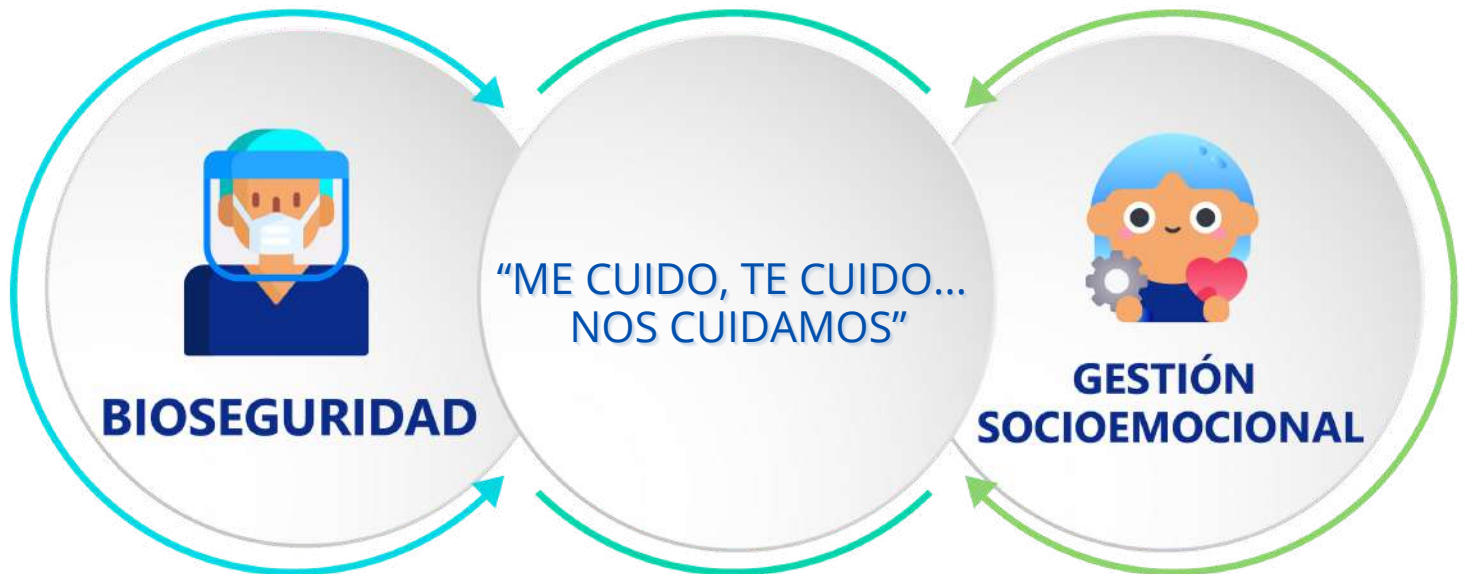 BIOSEGURIDAD
“ME CUIDO, TE CUIDO...
NOS CUIDAMOS”
GESTIÓN
SOCIOEMOCIONAL